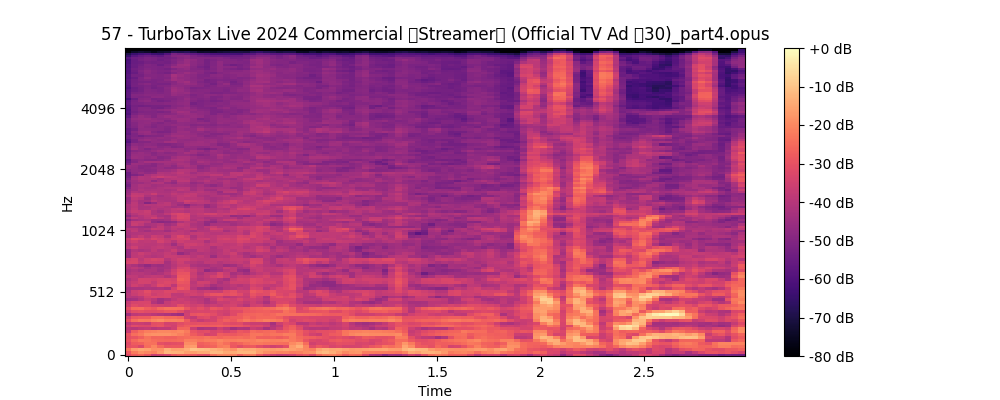 57 - TurboTax Live 2024 Commercial ▯Streamer▯ (Official TV Ad ▯30)_part4.opus
Hz
4096
2048
1024
512
0
0 0.5 1 1.5 2 2.5
Time
+0 dB
-10 dB
-20 dB
-30 dB
-40 dB
-50 dB
-60 dB
-70 dB
-80 dB